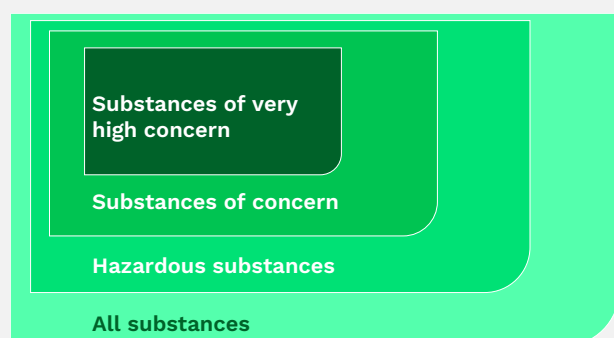 Substances of very
high concern
Substances of concern
Hazardous substances
All substances